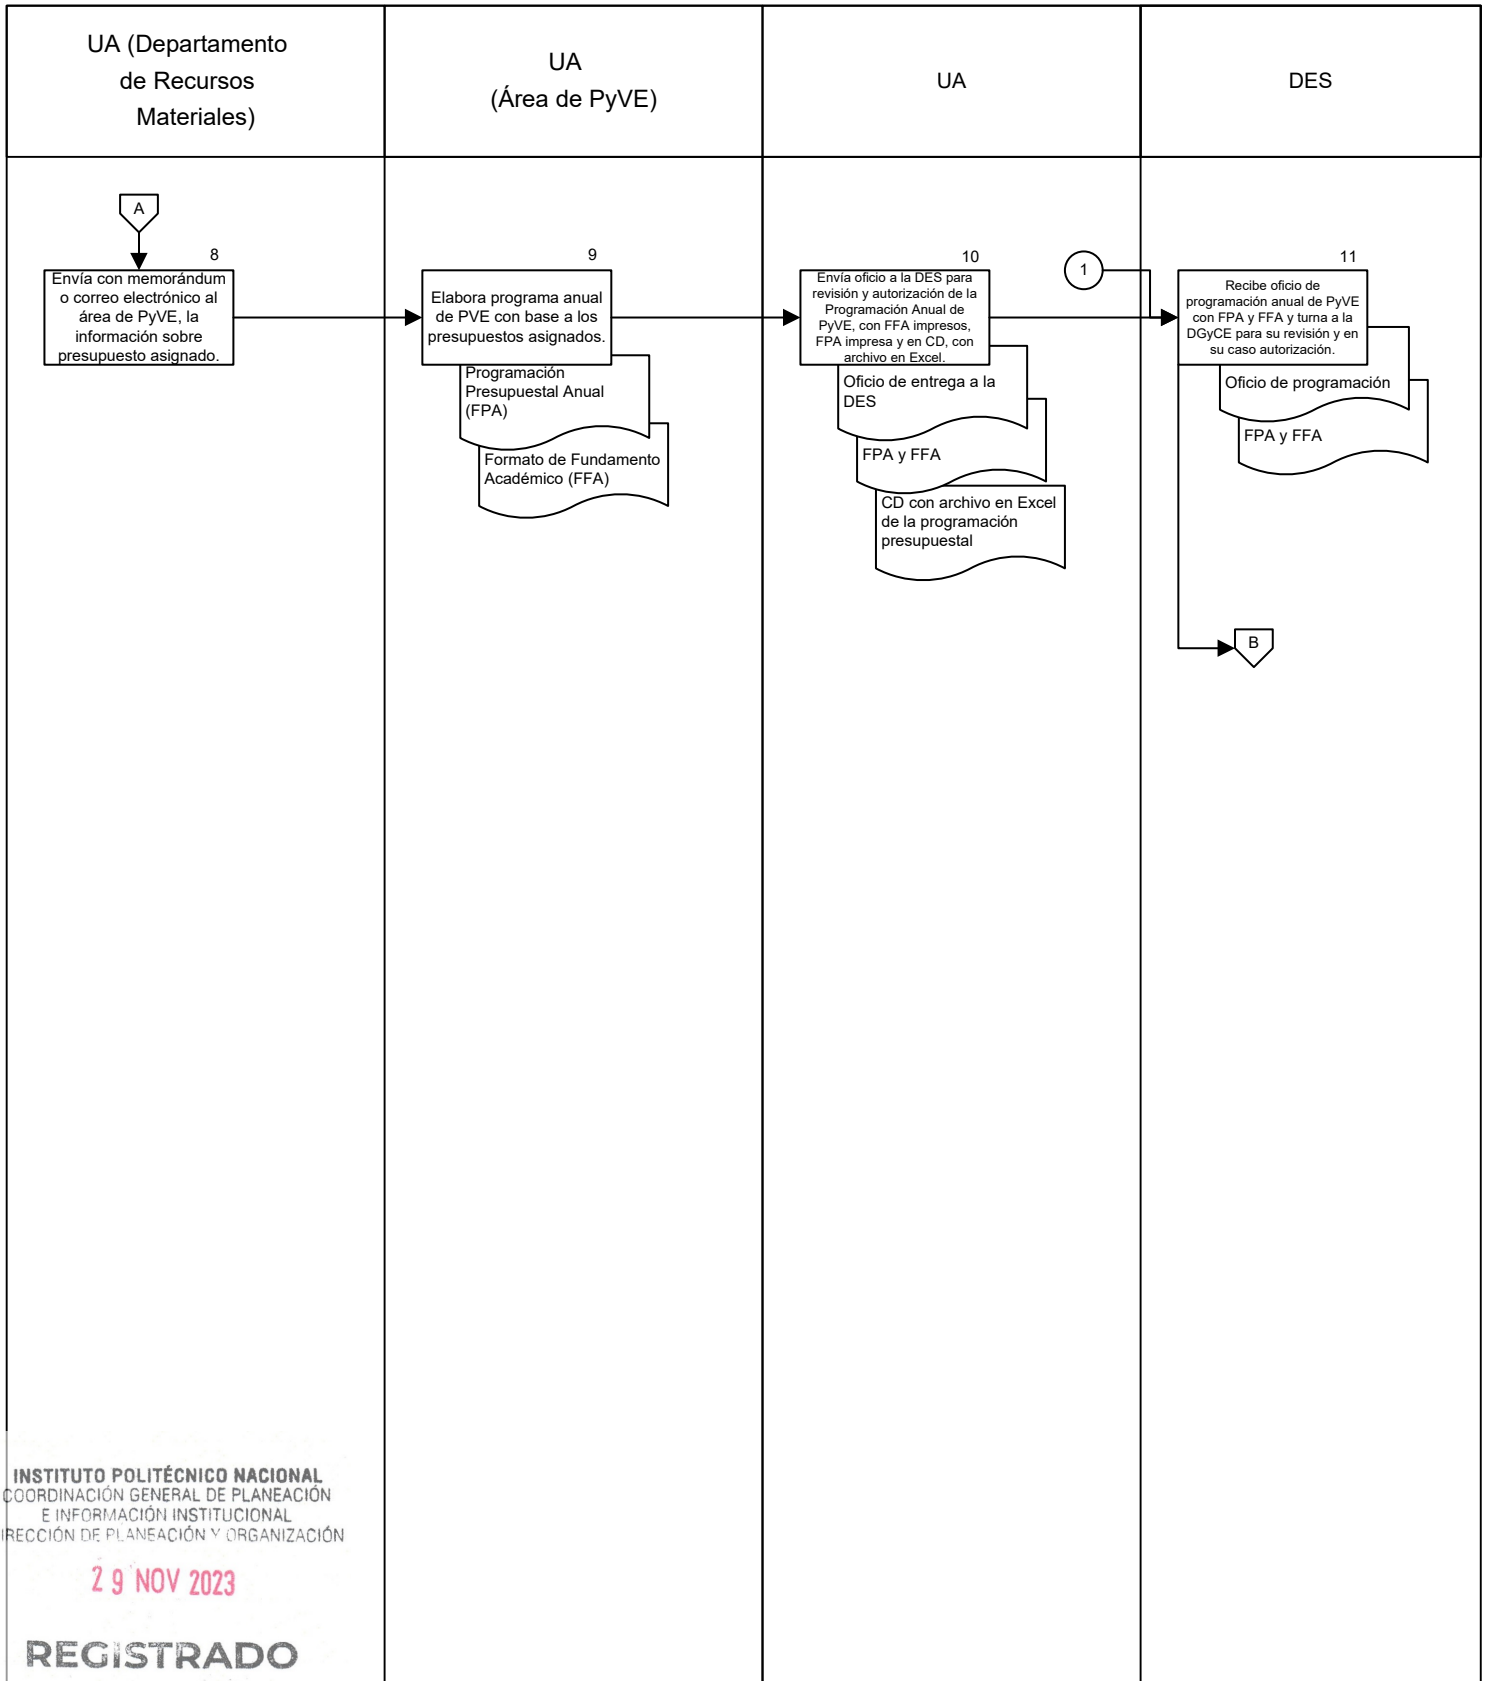 UA (Departamento
de Recursos
Materiales)
UA
(Área de PyVE)
UA
DES
A
8
Envía con memorándum
o correo electrónico al
área de PyVE, la
información sobre
presupuesto asignado.
9
Elabora programa anual
de PVE con base a los
presupuestos asignados.
Programación
Presupuestal Anual
(FPA)
Formato de Fundamento
Académico (FFA)
10
Envía oficio a la DES para
revisión y autorización de la
Programación Anual de
PyVE, con FFA impresos,
FPA impresa y en CD, con
archivo en Excel.
Oficio de entrega a la
DES
FPA y FFA
CD con archivo en Excel
de la programación
presupuestal
1
11
Recibe oficio de
programación anual de PyVE
con FPA y FFA y turna a la
DGyCE para su revisión y en
su caso autorización.
Oficio de programación
FPA y FFA
B
INSTITUTO POLITÉCNICO NACIONAL
COORDINACIÓN GENERAL DE PLANEACIÓN
E INFORMACIÓN INSTITUCIONAL
IRECCIÓN DE PLANEACIÓN Y ORGANIZACIÓN
29 NOV 2023
REGISTRADO